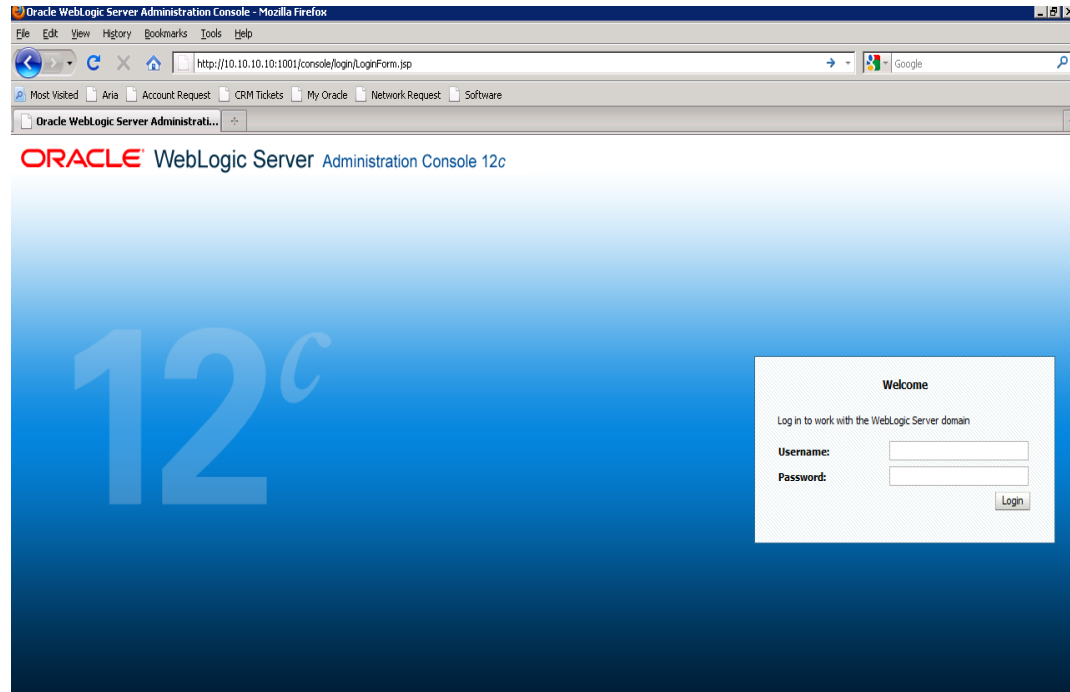 Oracle WebLogic Server Administration Console - Mozilla Firefox
File Edit View History Bookmarks Tools Help
http://10.10.10.10:1001/console/login/LoginForm.jsp Google
Most Visited Aria Account Request CRM Tickets My Oracle Network Request Software
Oracle WebLogic Server Administrati...
ORACLE WebLogic Server Administration Console 12c
12c
Welcome
Log in to work with the WebLogic Server domain
Username:
Password:
Login